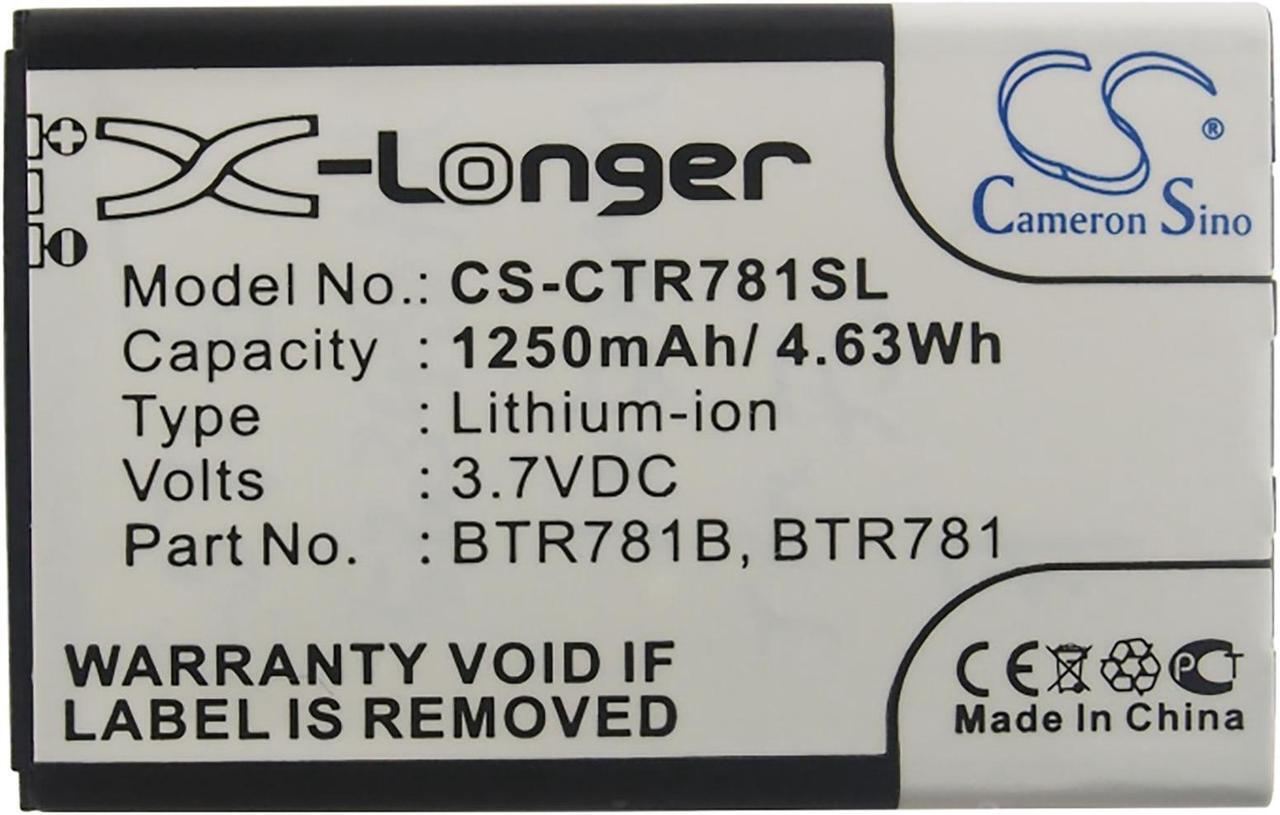 X-Longer
CS
®
Cameron Sino
Model No.: CS-CTR781SL
Capacity : 1250mAh/ 4.63Wh
Type : Lithium-ion
Volts : 3.7VDC
Part No. : BTR781B, BTR781
WARRANTY VOID IF
LABEL IS REMOVED
CE PCT
Made In China